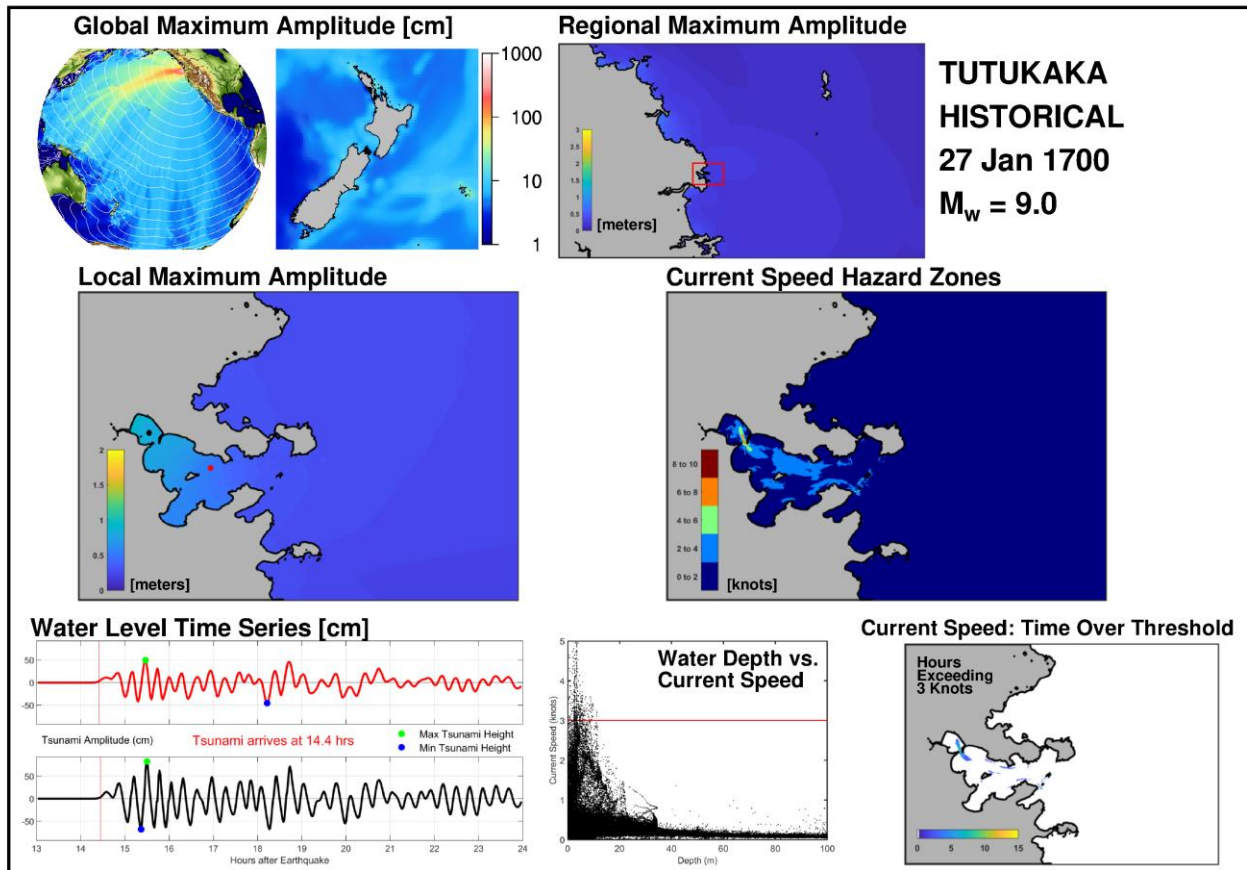 Global Maximum Amplitude [cm]
1000
100
10
1
Regional Maximum Amplitude
3
2.5
2
1.5
1
0.5
0
[meters]
TUTUKAKA
HISTORICAL
27 Jan 1700
Mw = 9.0
Local Maximum Amplitude
2
1.5
1
0.5
0
[meters]
Current Speed Hazard Zones
8 to 10
6 to 8
4 to 6
2 to 4
0 to 2
[knots]
Water Level Time Series [cm]
50
0
-50
Tsunami Amplitude (cm)
Tsunami arrives at 14.4 hrs
Max Tsunami Height
Min Tsunami Height
50
0
-50
13 14 15 16 17 18 19 20 21 22 23 24
Hours after Earthquake
Water Depth vs.
Current Speed
Current Speed (knots)
5
4
3
2
1
0
0 20 40 60 80 100
Depth (m)
Current Speed: Time Over Threshold
Hours
Exceeding
3 Knots
0 5 10 15